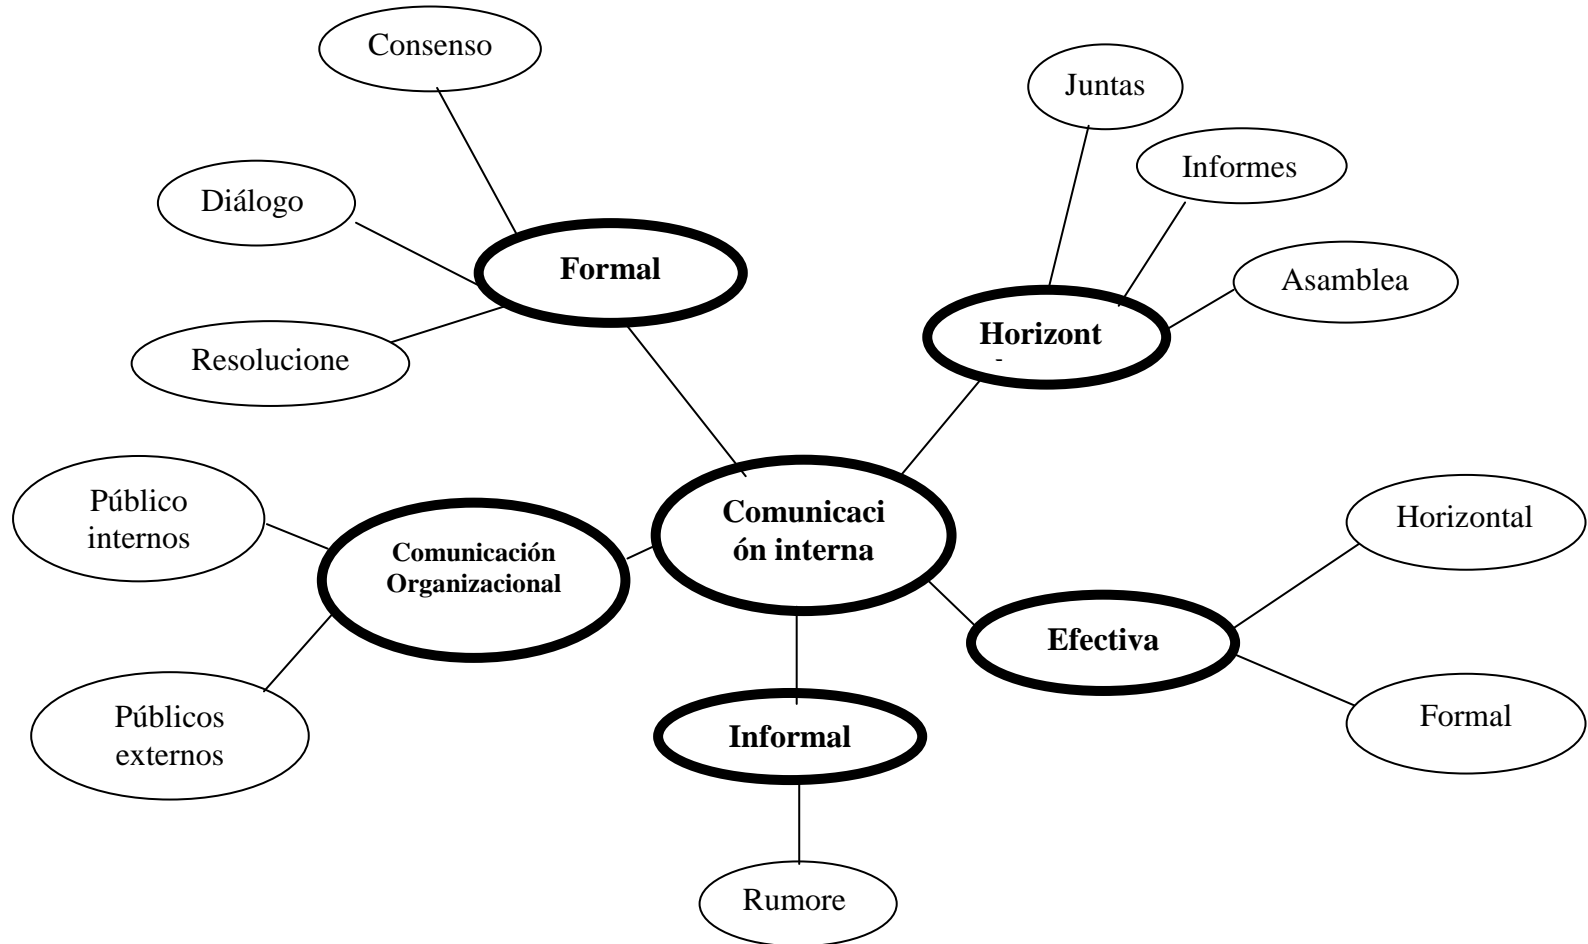 Consenso
Juntas
Informes
Diálogo
Formal
Asamblea
Horizont
Resolucione
Público
internos
Comunicaci
ón interna
Horizontal
Comunicación
Organizacional
Efectiva
Públicos
externos
Informal
Formal
Rumore